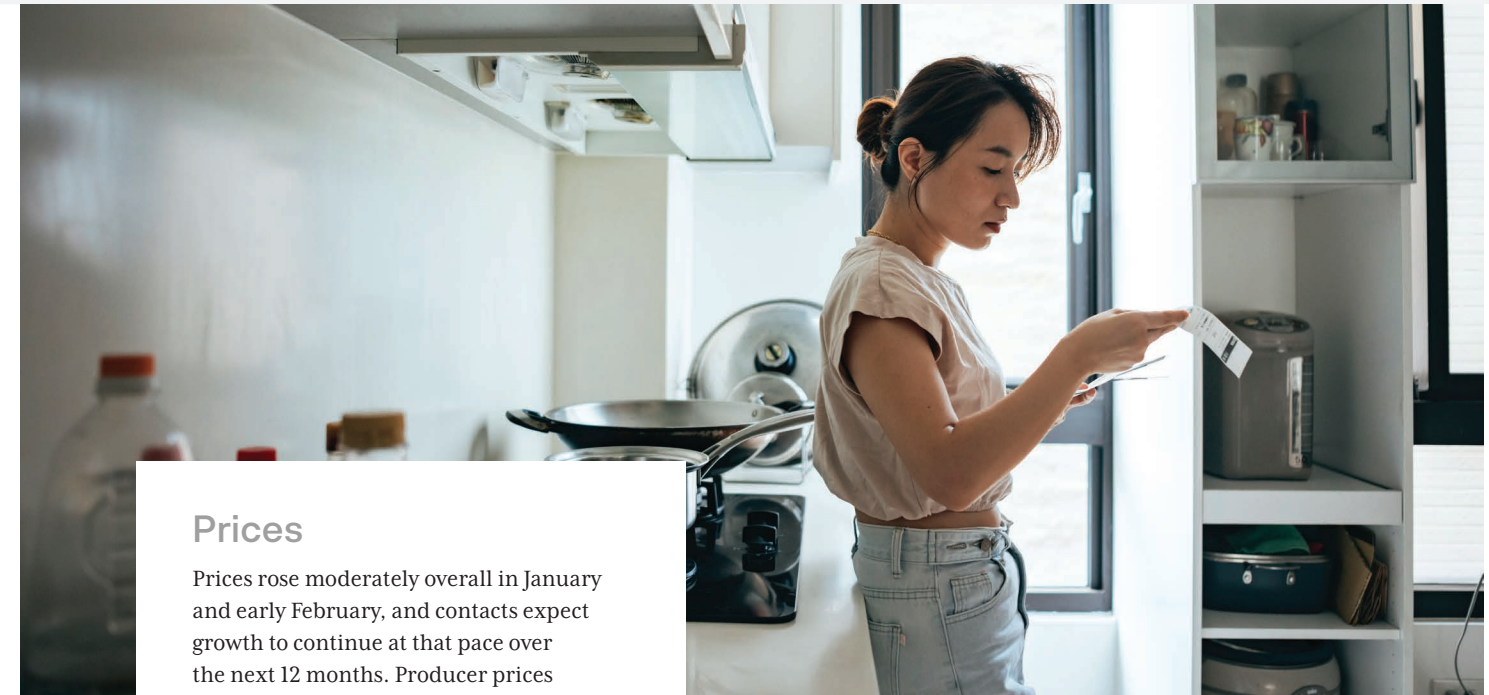 Prices
Prices rose moderately overall in January
and early February, and contacts expect
growth to continue at that pace over
the next 12 months. Producer prices